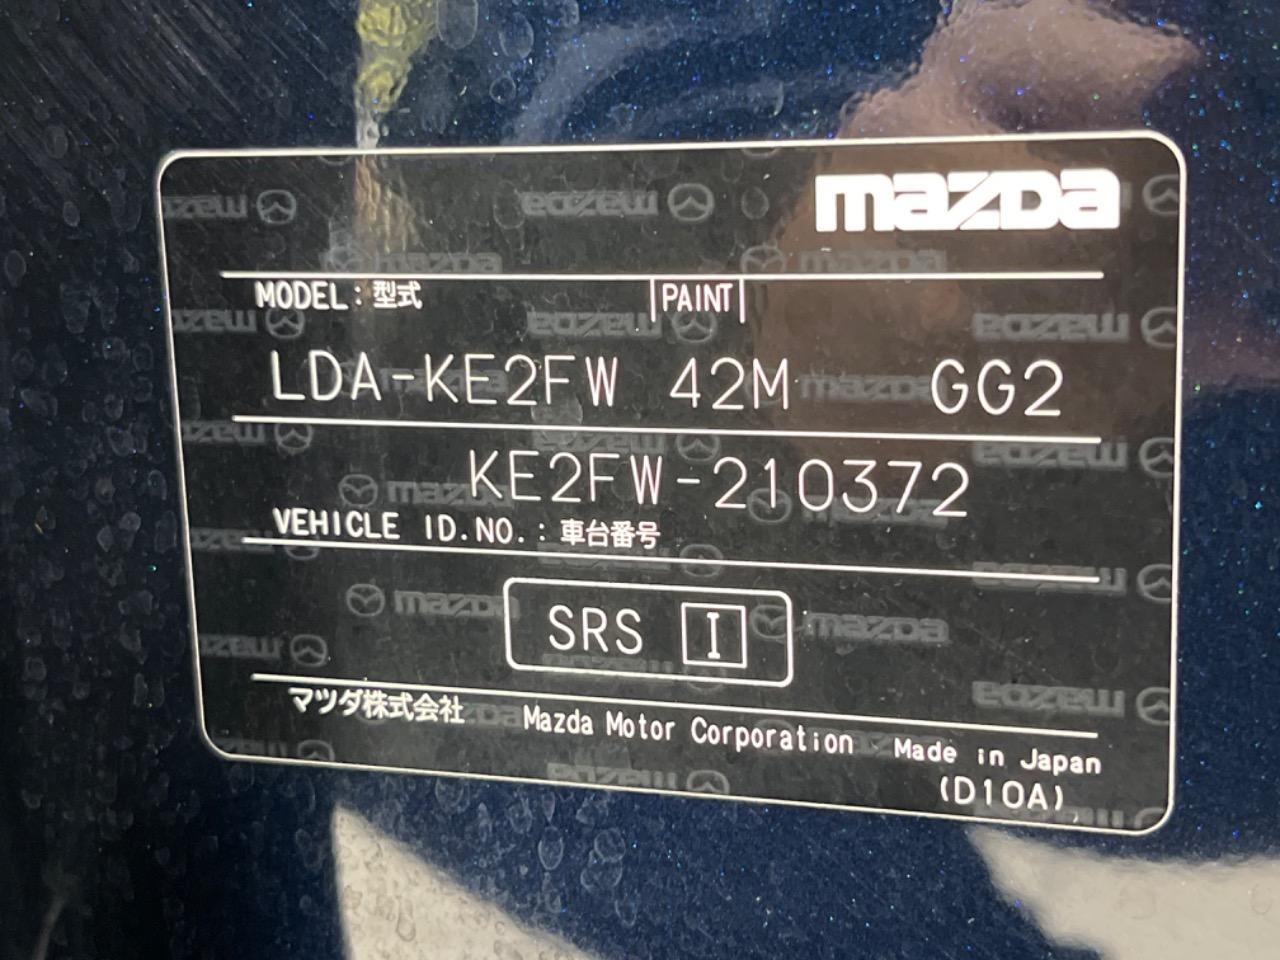 mazda
MODEL：型式 |PAINT|
LDA-KE2FW 42M GG2
KE2FW-210372
VEHICLE ID.NO.：車台番号
SRS I
マツダ株式会社 Mazda Motor Corporation Made in Japan
(D10A)